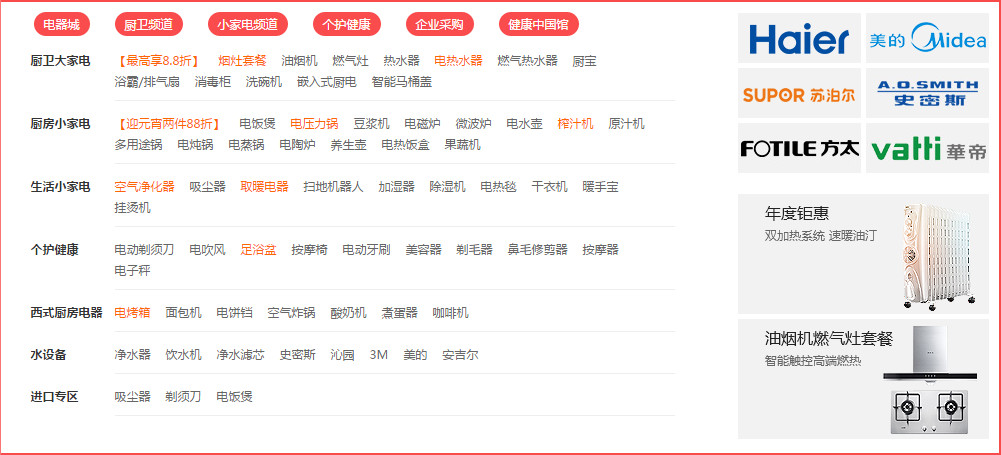 电器城 厨卫频道 小家电频道 个护健康 企业采购 健康中国馆
厨卫大家电 【最高享8.8折】 烟灶套餐 油烟机 燃气灶 热水器 电热水器 燃气热水器 厨宝
浴霸/排气扇 消毒柜 洗碗机 嵌入式厨电 智能马桶盖
厨房小家电 【迎元宵两件88折】 电饭煲 电压力锅 豆浆机 电磁炉 微波炉 电水壶 榨汁机 原汁机
多用途锅 电炖锅 电蒸锅 电陶炉 养生壶 电热饭盒 果蔬机
生活小家电 空气净化器 吸尘器 取暖电器 扫地机器人 加湿器 除湿机 电热毯 干衣机 暖手宝
挂烫机
个护健康 电动剃须刀 电吹风 足浴盆 按摩椅 电动牙刷 美容器 剃毛器 鼻毛修剪器 按摩器
电子秤
西式厨房电器 电烤箱 面包机 电饼铛 空气炸锅 酸奶机 煮蛋器 咖啡机
水设备 净水器 饮水机 净水滤芯 史密斯 沁园 3M 美的 安吉尔
进口专区 吸尘器 剃须刀 电饭煲
Haier 美的 Midea
SUPOR 苏泊尔 A.O.SMITH
史密斯
FOTILE 方太 vatti 華帝
年度钜惠
双加热系统 速暖油汀
油烟机燃气灶套餐
智能触控高端燃热